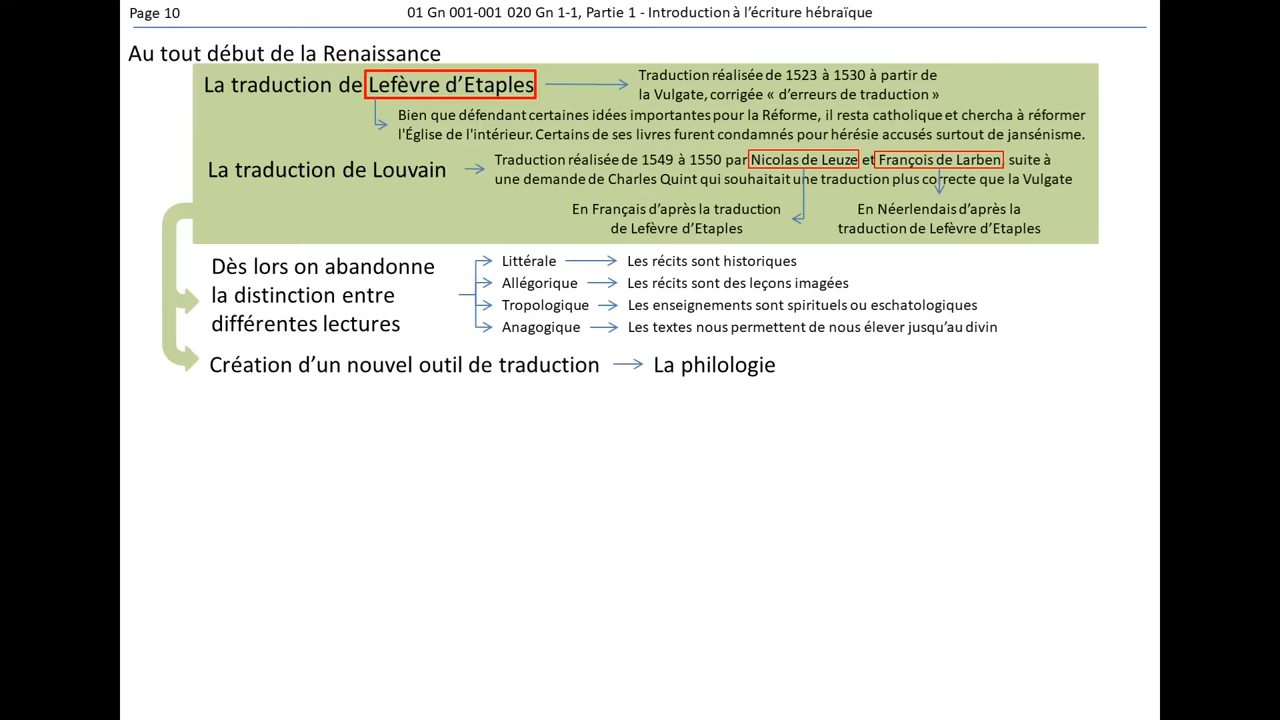 Page 10
01 Gn 001-001 020 Gn 1-1, Partie 1 - Introduction à l'écriture hébraïque
Au tout début de la Renaissance
La traduction de Lefèvre d'Etaples
Traduction réalisée de 1523 à 1530 à partir de
la Vulgate, corrigée « d'erreurs de traduction »
Bien que défendant certaines idées importantes pour la Réforme, il resta catholique et chercha à réformer
l'Église de l'intérieur. Certains de ses livres furent condamnés pour hérésie accusés surtout de jansénisme.
La traduction de Louvain
Traduction réalisée de 1549 à 1550 par Nicolas de Leuze et François de Larben, suite à
une demande de Charles Quint qui souhaitait une traduction plus correcte que la Vulgate
En Français d'après la traduction
de Lefèvre d'Etaples
En Néerlendais d'après la
traduction de Lefèvre d'Etaples
Dès lors on abandonne
la distinction entre
différentes lectures
Littérale
Les récits sont historiques
Allégorique
Les récits sont des leçons imagées
Tropologique
Les enseignements sont spirituels ou eschatologiques
Anagogique
Les textes nous permettent de nous élever jusqu'au divin
Création d'un nouvel outil de traduction
La philologie